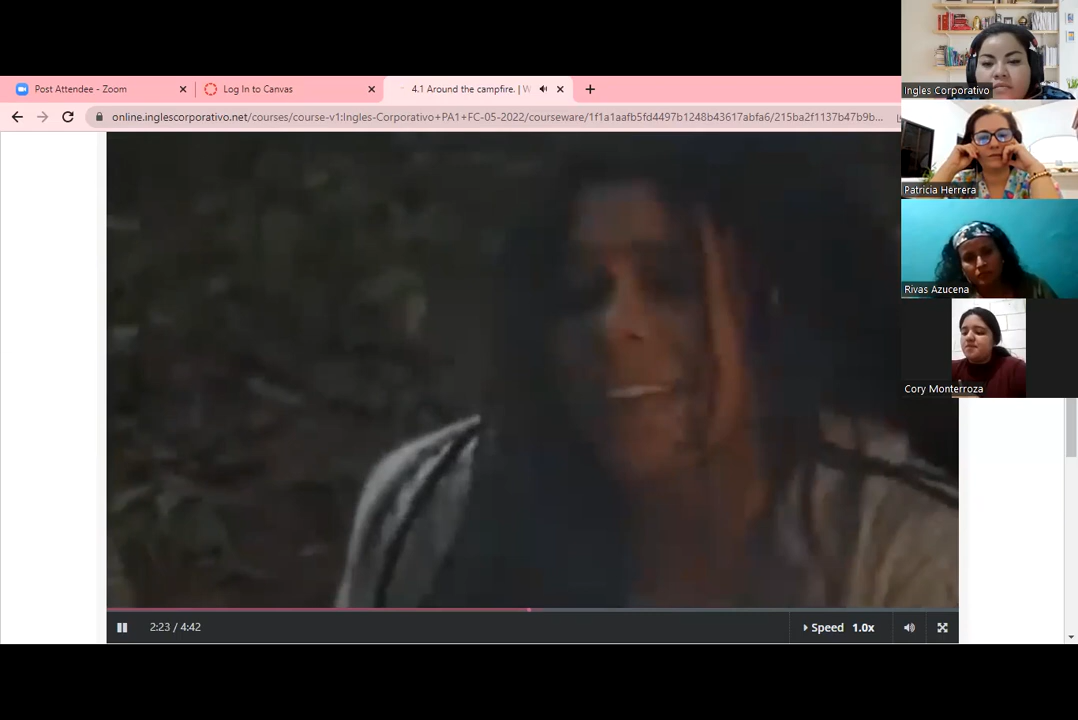 Post Attendee - Zoom
Log In to Canvas
4.1 Around the campfire. | W
online.inglescorporativo.net/courses/course-v1:Ingles-Corporativo+PA1+FC-05-2022/courseware/1f1a1aafb5fd4497b1248b43617abfa6/215ba2f1137b47b9b...
Ingles Corporativo
Patricia Herrera
Rivas Azucena
Cory Monterroza
2:23 / 4:42
Speed 1.0x